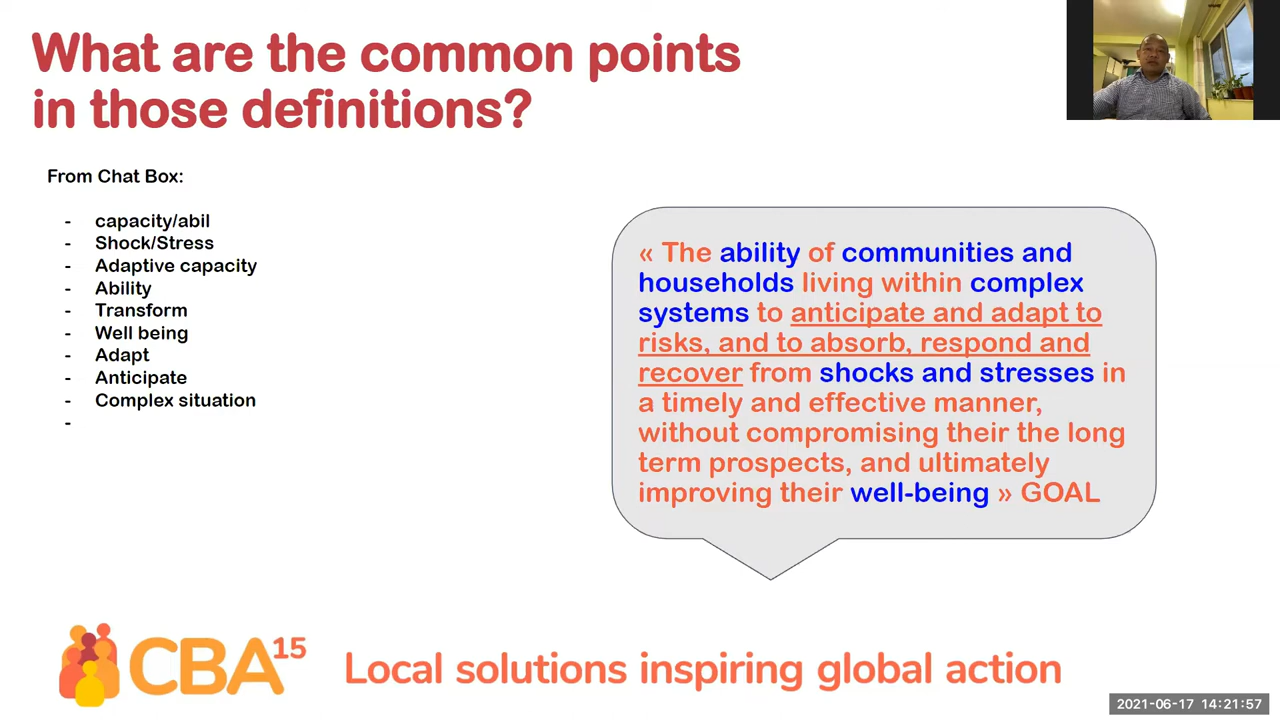 What are the common points
in those definitions?
From Chat Box:
- capacity/abil
- Shock/Stress
- Adaptive capacity
- Ability
- Transform
- Well being
- Adapt
- Anticipate
- Complex situation
-
« The ability of communities and
households living within complex
systems to anticipate and adapt to
risks, and to absorb, respond and
recover from shocks and stresses in
a timely and effective manner,
without compromising their the long
term prospects, and ultimately
improving their well-being » GOAL
CBA15
Local solutions inspiring global action
2021-06-17 14:21:57